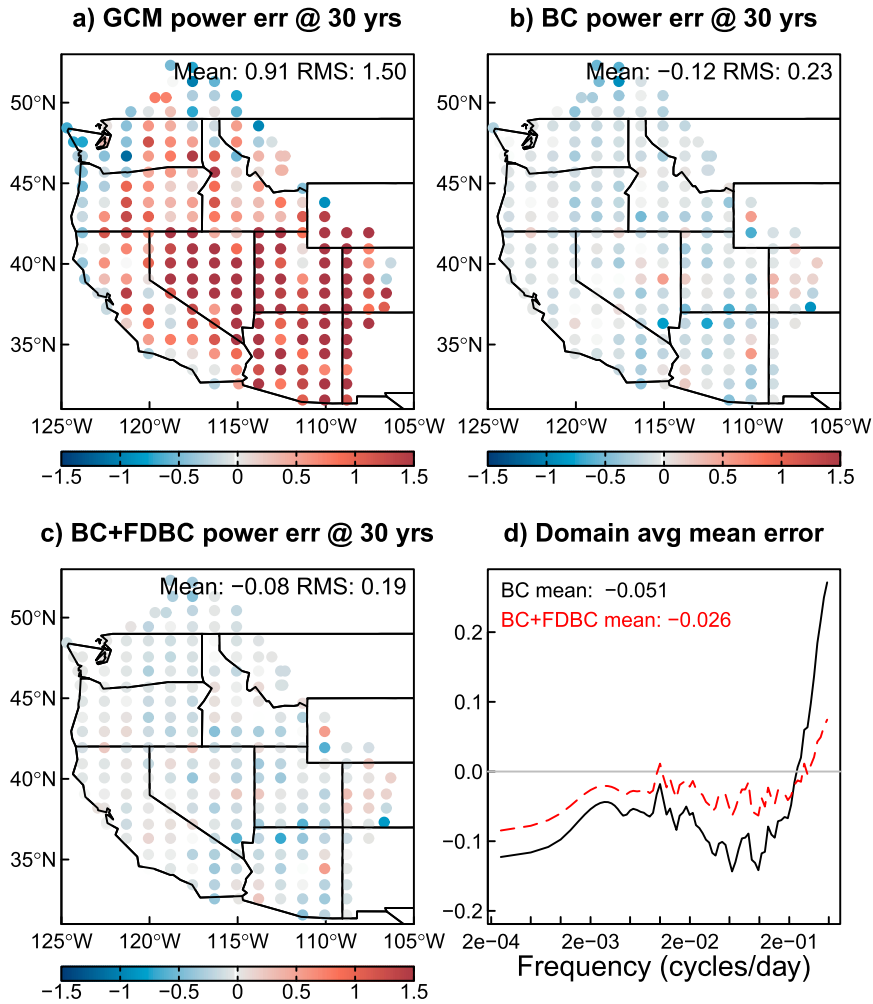 a) GCM power err @ 30 yrs
Mean: 0.91 RMS: 1.50
50°N
45°N
40°N
35°N
125°W 120°W 115°W 110°W 105°W
−1.5 −1 −0.5 0 0.5 1 1.5
b) BC power err @ 30 yrs
Mean: −0.12 RMS: 0.23
50°N
45°N
40°N
35°N
125°W 120°W 115°W 110°W 105°W
−1.5 −1 −0.5 0 0.5 1 1.5
c) BC+FDBC power err @ 30 yrs
Mean: −0.08 RMS: 0.19
50°N
45°N
40°N
35°N
125°W 120°W 115°W 110°W 105°W
−1.5 −1 −0.5 0 0.5 1 1.5
d) Domain avg mean error
BC mean: −0.051
BC+FDBC mean: −0.026
0.2
0.1
0.0
−0.1
−0.2
2e−04 2e−03 2e−02 2e−01
Frequency (cycles/day)